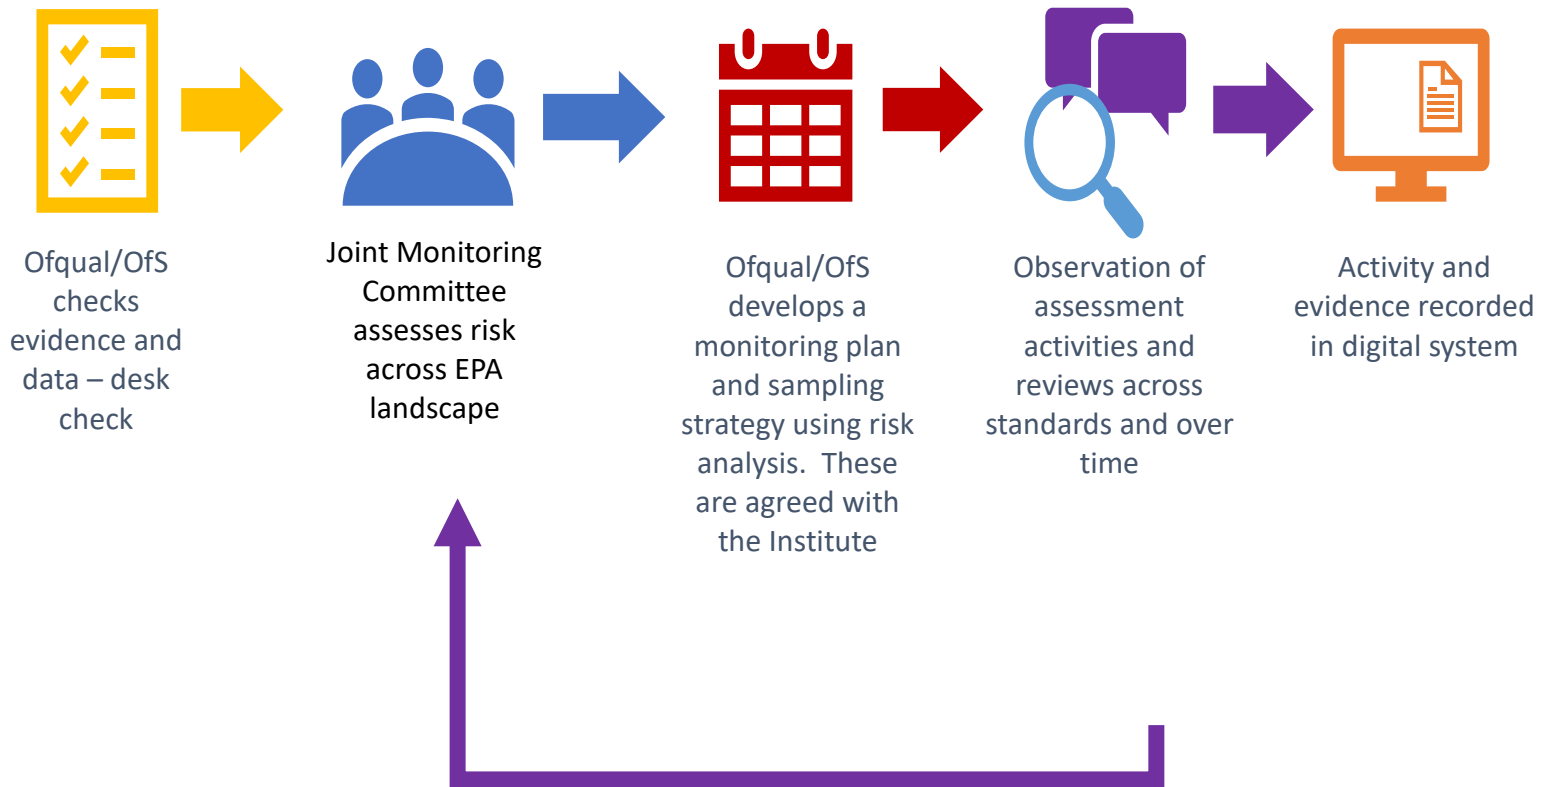 Ofqual/OfS
checks
evidence and
data – desk
check
Joint Monitoring
Committee
assesses risk
across EPA
landscape
Ofqual/OfS
develops a
monitoring plan
and sampling
strategy using risk
analysis.  These
are agreed with
the Institute
Observation of
assessment
activities and
reviews across
standards and over
time
Activity and
evidence recorded
in digital system